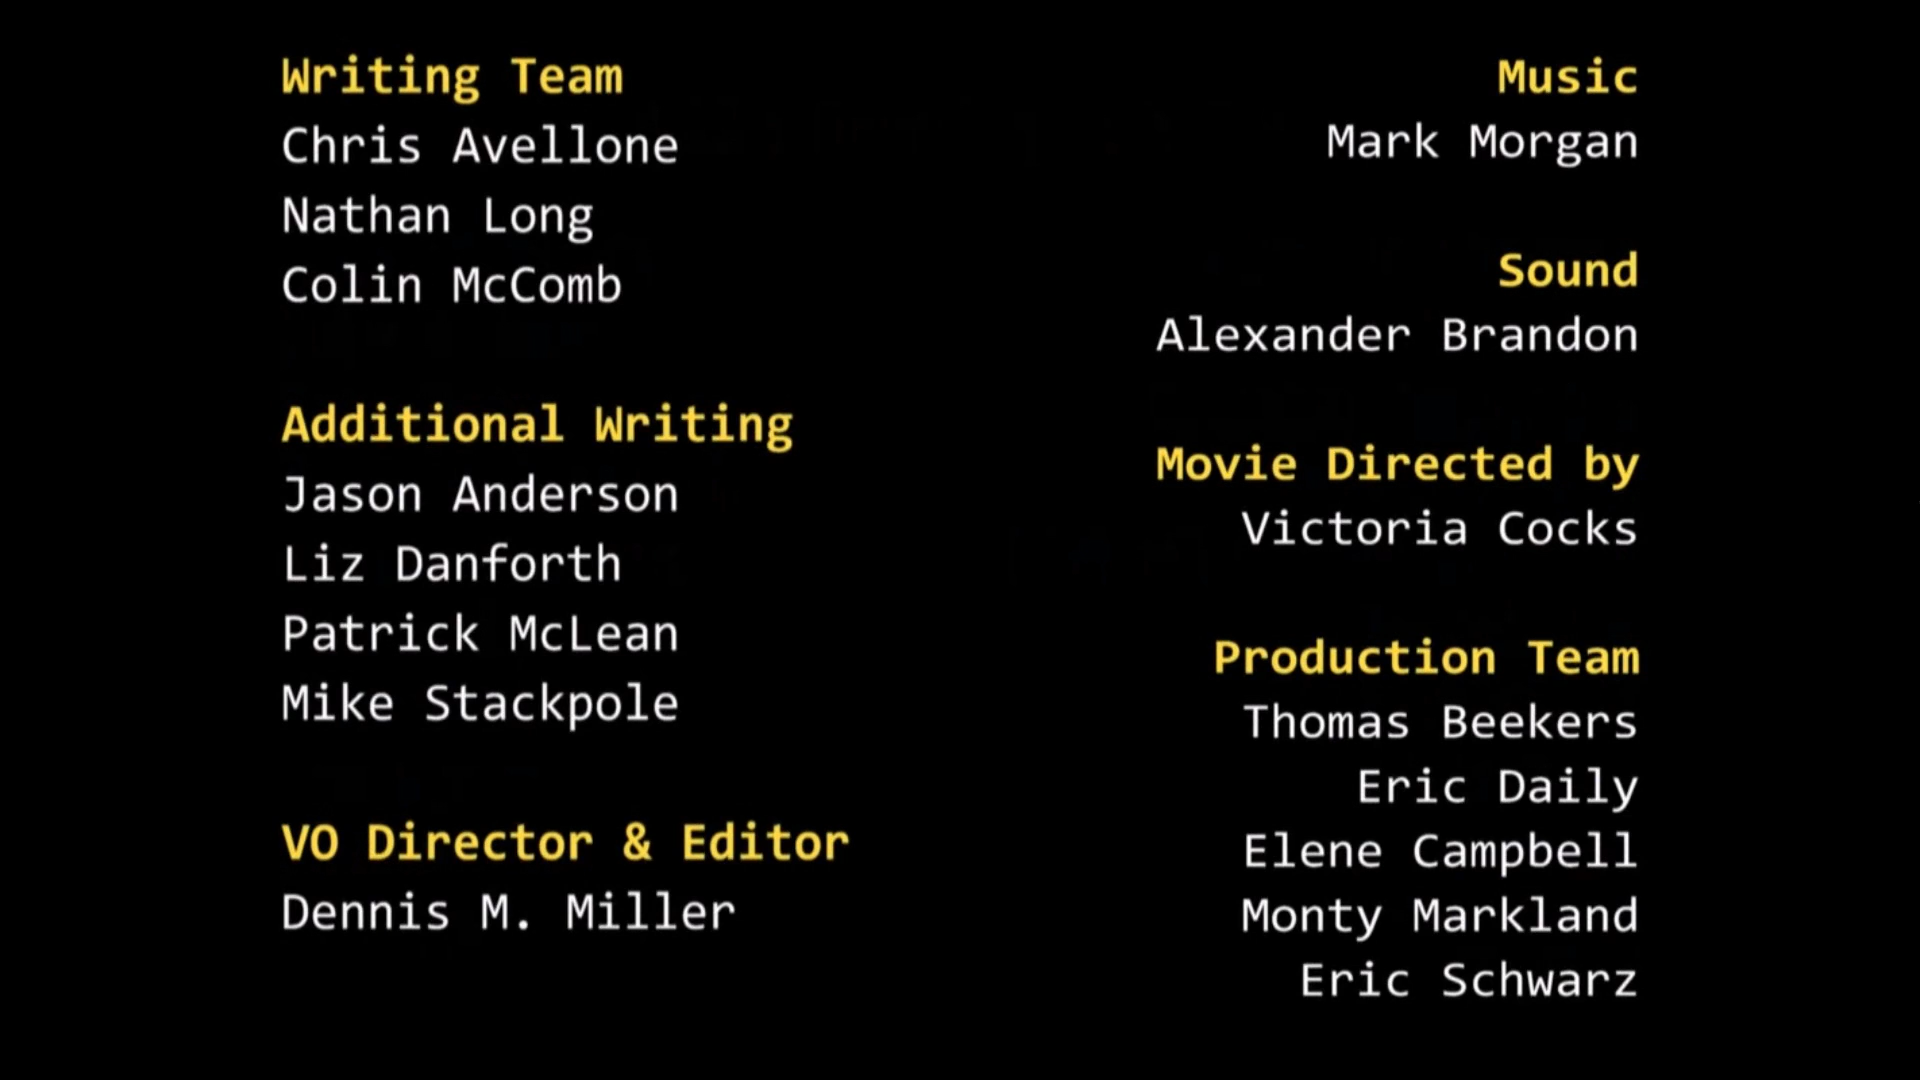 Writing Team
Chris Avellone
Nathan Long
Colin McComb
Additional Writing
Jason Anderson
Liz Danforth
Patrick McLean
Mike Stackpole
VO Director & Editor
Dennis M. Miller
Music
Mark Morgan
Sound
Alexander Brandon
Movie Directed by
Victoria Cocks
Production Team
Thomas Beekers
Eric Daily
Elene Campbell
Monty Markland
Eric Schwarz